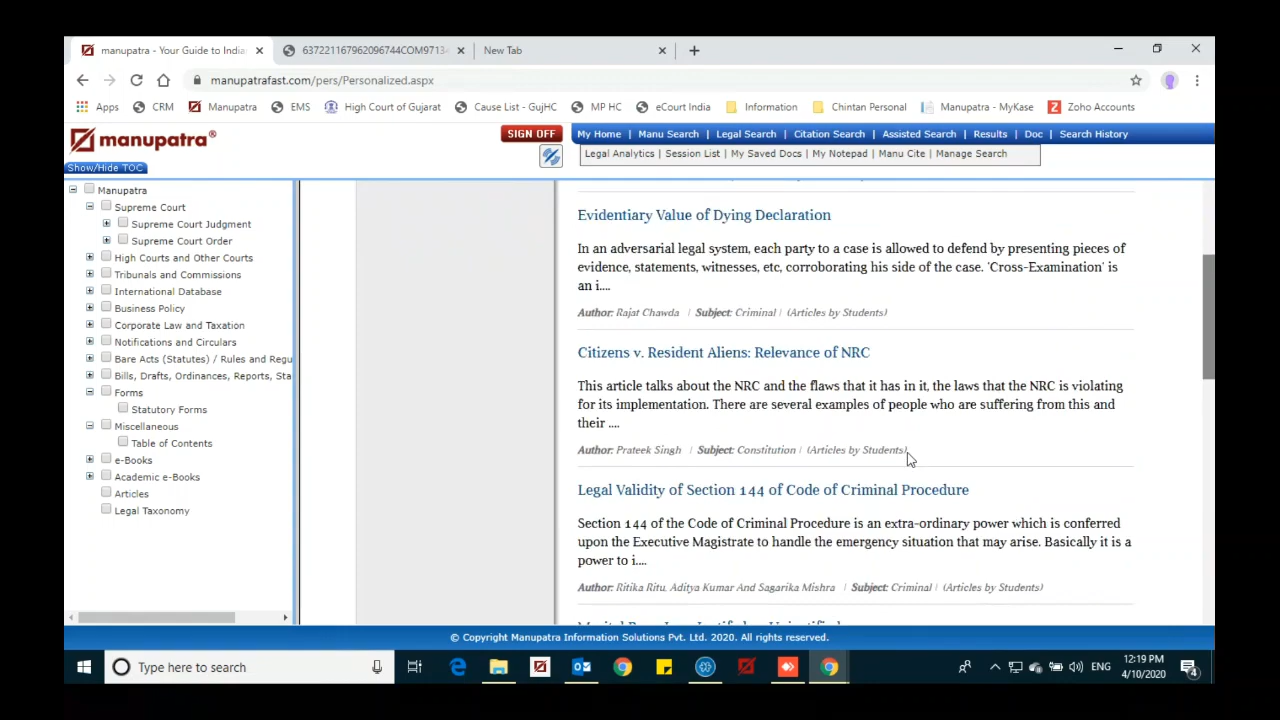 manupatra - Your Guide to India
637221167962096744COM9713
New Tab
manupatrafast.com/pers/Personalized.aspx
Apps CRM Manupatra EMS High Court of Gujarat Cause List - GujHC MP HC eCourt India Information Chintan Personal Manupatra - MyKase Zoho Accounts
manupatra®
SIGN OFF
My Home | Manu Search | Legal Search | Citation Search | Assisted Search | Results | Doc | Search History
Legal Analytics | Session List | My Saved Docs | My Notepad | Manu Cite | Manage Search
Show/Hide TOC
Manupatra
Supreme Court
Supreme Court Judgment
Supreme Court Order
High Courts and Other Courts
Tribunals and Commissions
International Database
Business Policy
Corporate Law and Taxation
Notifications and Circulars
Bare Acts (Statutes) / Rules and Regu
Bills, Drafts, Ordinances, Reports, Sta
Forms
Statutory Forms
Miscellaneous
Table of Contents
e-Books
Academic e-Books
Articles
Legal Taxonomy
Evidentiary Value of Dying Declaration
In an adversarial legal system, each party to a case is allowed to defend by presenting pieces of
evidence, statements, witnesses, etc, corroborating his side of the case. 'Cross-Examination' is
an i....
Author: Rajat Chawda | Subject: Criminal | (Articles by Students)
Citizens v. Resident Aliens: Relevance of NRC
This article talks about the NRC and the flaws that it has in it, the laws that the NRC is violating
for its implementation. There are several examples of people who are suffering from this and
their ....
Author: Prateek Singh | Subject: Constitution | (Articles by Students)
Legal Validity of Section 144 of Code of Criminal Procedure
Section 144 of the Code of Criminal Procedure is an extra-ordinary power which is conferred
upon the Executive Magistrate to handle the emergency situation that may arise. Basically it is a
power to i....
Author: Ritika Ritu, Aditya Kumar And Sagarika Mishra | Subject: Criminal | (Articles by Students)
© Copyright Manupatra Information Solutions Pvt. Ltd. 2020. All rights reserved.
Type here to search
ENG
12:19 PM
4/10/2020
4